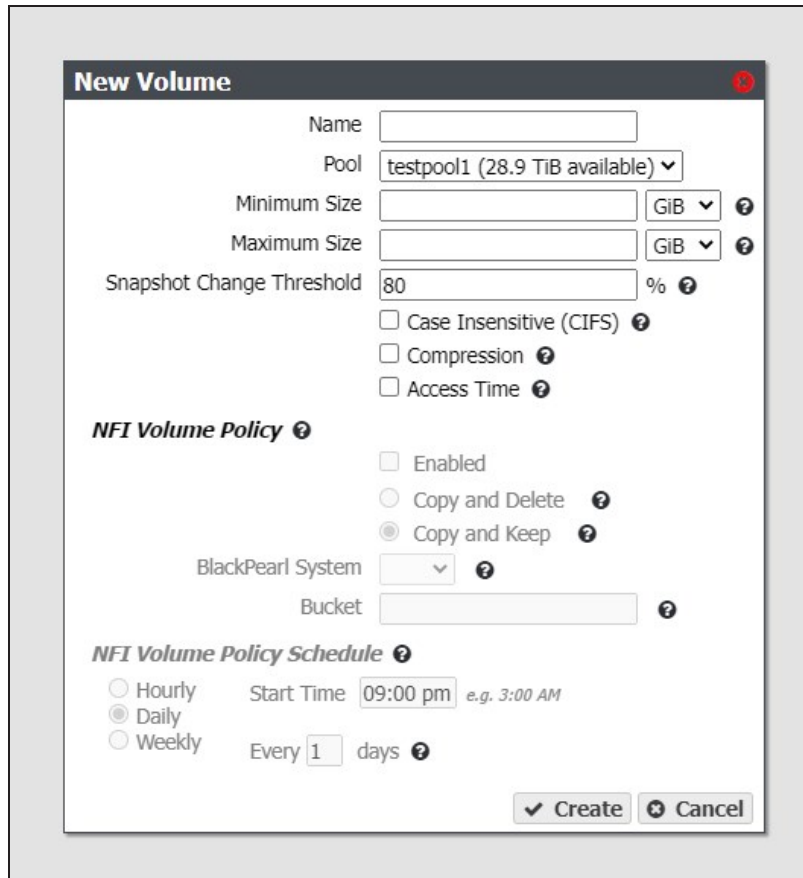 New Volume
Name
Pool testpool1 (28.9 TiB available)
Minimum Size GiB
Maximum Size GiB
Snapshot Change Threshold 80 %
Case Insensitive (CIFS)
Compression
Access Time
NFI Volume Policy
Enabled
Copy and Delete
Copy and Keep
BlackPearl System
Bucket
NFI Volume Policy Schedule
Hourly Start Time 09:00 pm e.g. 3:00 AM
Daily
Weekly Every 1 days
Create Cancel